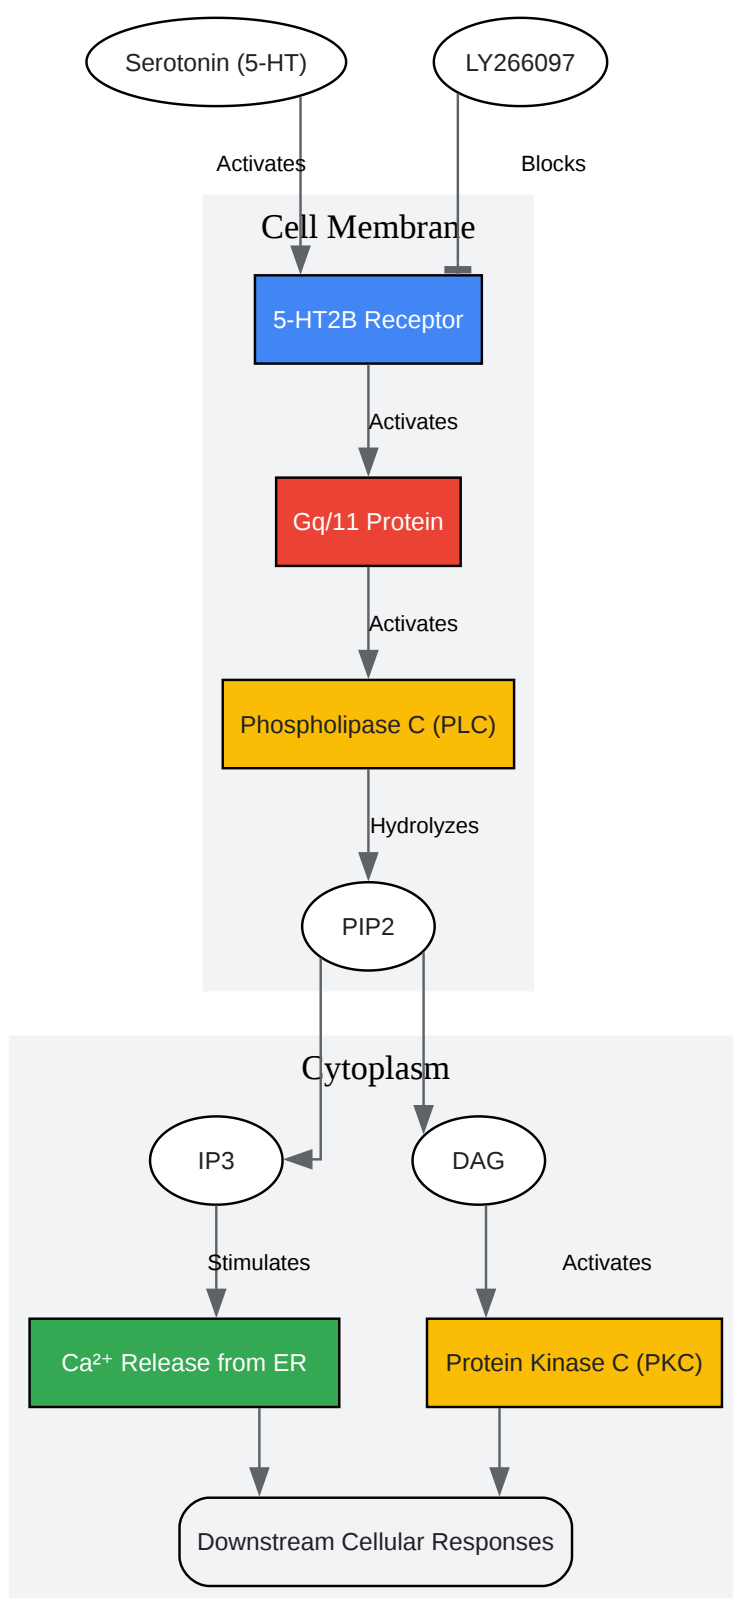 Serotonin (5-HT)
LY266097
Activates
Blocks
Cell Membrane
5-HT2B Receptor
Activates
Gq/11 Protein
Activates
Phospholipase C (PLC)
Hydrolyzes
PIP2
Cytoplasm
IP3
DAG
Stimulates
Activates
Ca²⁺ Release from ER
Protein Kinase C (PKC)
Downstream Cellular Responses